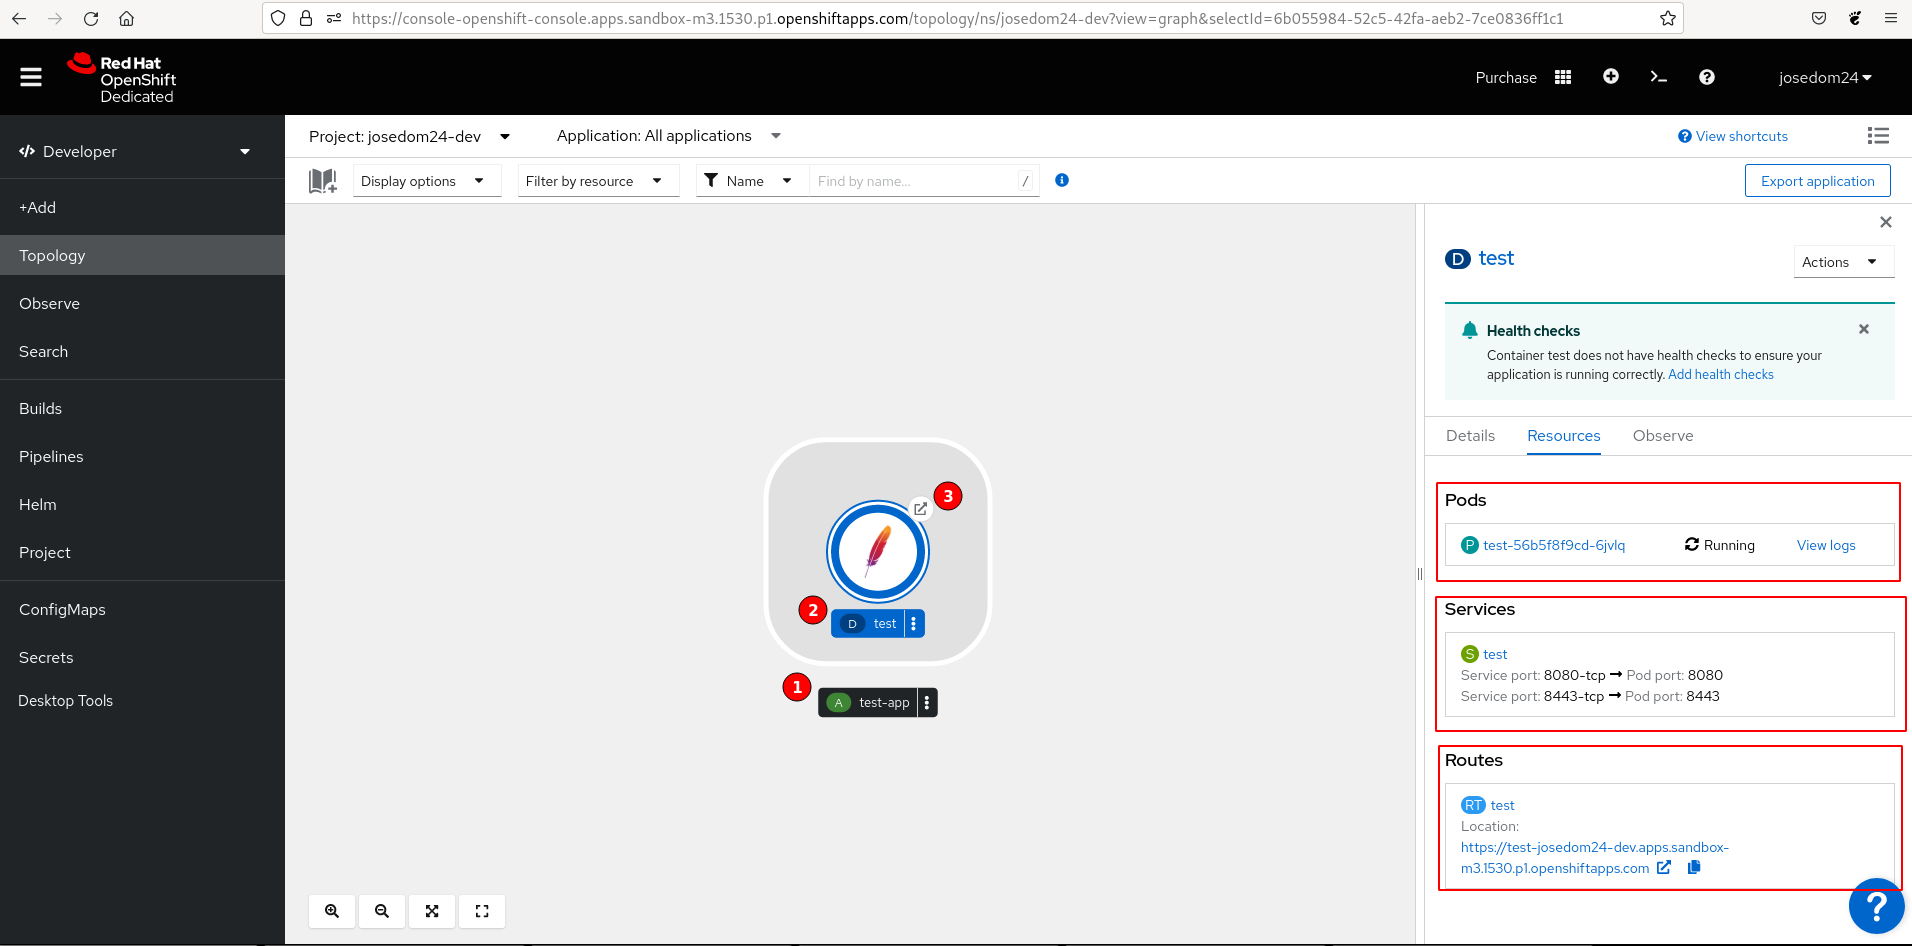 https://console-openshift-console.apps.sandbox-m3.1530.p1.openshiftapps.com/topology/ns/josedom24-dev?view=graph&selectId=6b055984-52c5-42fa-aeb2-7ce0836ff1c1
Red Hat
OpenShift
Dedicated
Purchase
josedom24
Developer
+Add
Topology
Observe
Search
Builds
Pipelines
Helm
Project
ConfigMaps
Secrets
Desktop Tools
Project: josedom24-dev
Application: All applications
View shortcuts
Display options
Filter by resource
Name
Find by name...
/
Export application
3
2
D test
1
A test-app
D test
Actions
Health checks
Container test does not have health checks to ensure your
application is running correctly. Add health checks
Details
Resources
Observe
Pods
P test-56b5f8f9cd-6jvlq
Running
View logs
Services
S test
Service port: 8080-tcp → Pod port: 8080
Service port: 8443-tcp → Pod port: 8443
Routes
RT test
Location:
https://test-josedom24-dev.apps.sandbox-
m3.1530.p1.openshiftapps.com
?